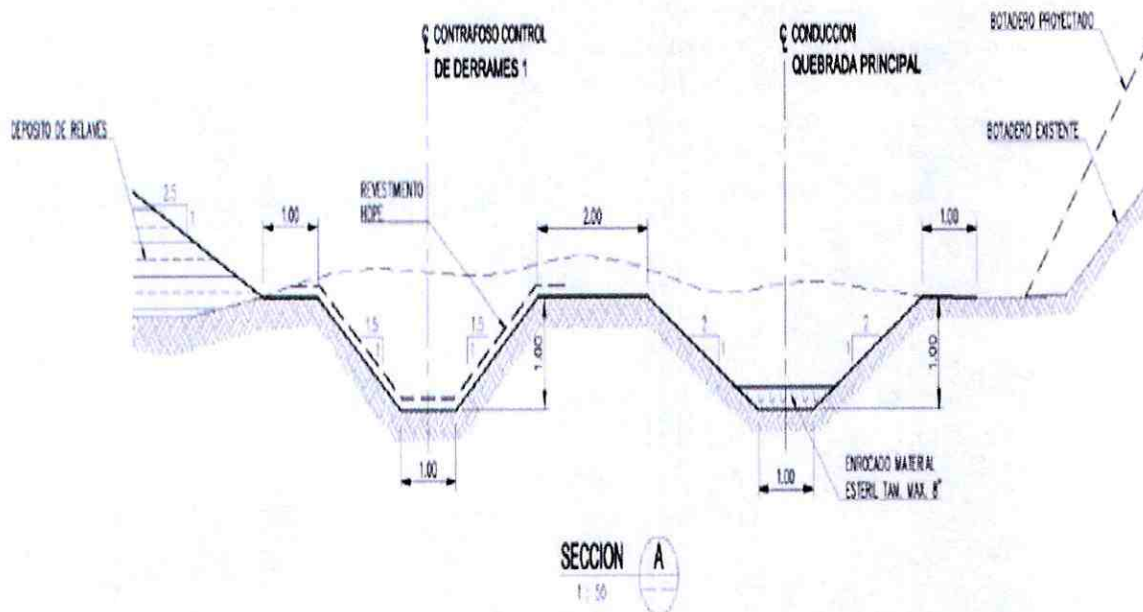 ℄ CONTRAFOSO CONTROL
DE DERRAMES 1
℄ CONDUCCION
QUEBRADA PRINCIPAL
BOTADERO PROYECTADO
DEPOSITO DE RELAVES
BOTADERO EXISTENTE
REVESTIMIENTO
HDPE
2.5
1
1.00
2.00
1.00
1.5
1
1.5
1
2
1
2
1
1.00
1.00
1.00
1.00
ENROCADO MATERIAL
ESTERIL TAM. MAX. 8"
SECCION A
1 : 50